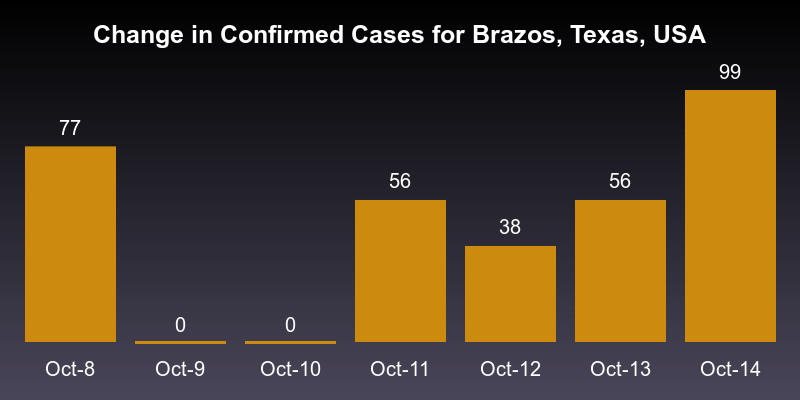 Change in Confirmed Cases for Brazos, Texas, USA
99
77
56
56
38
0
0
Oct-8
Oct-9
Oct-10
Oct-11
Oct-12
Oct-13
Oct-14